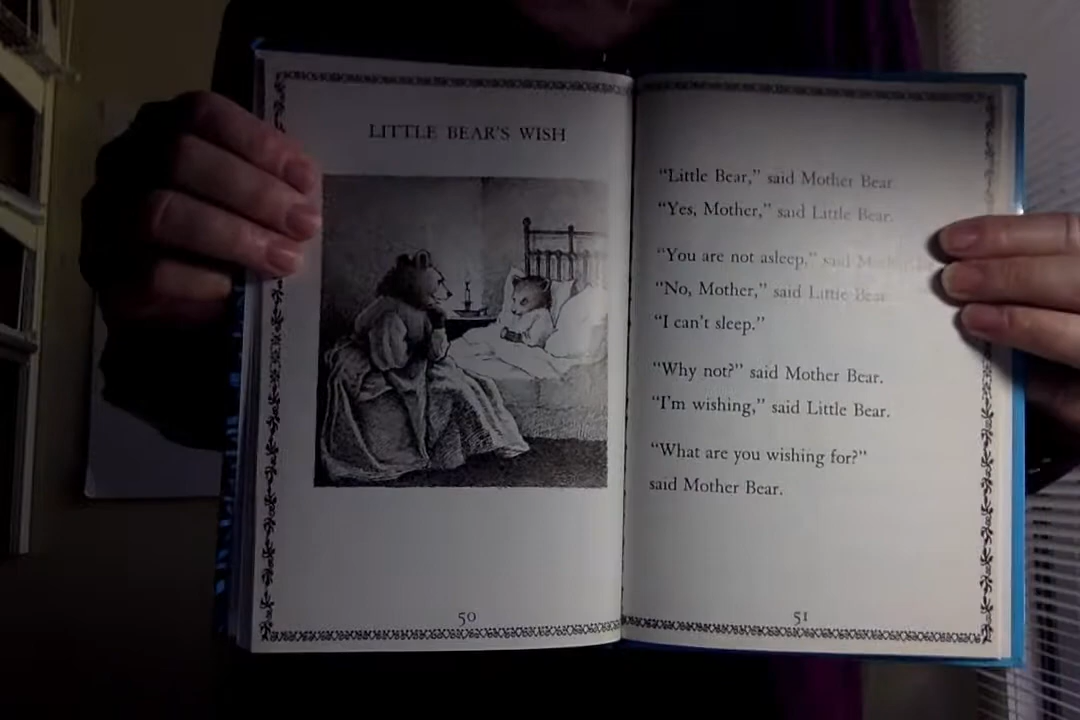 LITTLE BEAR'S WISH
50
“Little Bear,” said Mother Bear.
“Yes, Mother,” said Little Bear.
“You are not asleep,” said
“No, Mother,” said Little Bear.
“I can't sleep.”
“Why not?” said Mother Bear.
“I'm wishing,” said Little Bear.
“What are you wishing for?”
said Mother Bear.
51